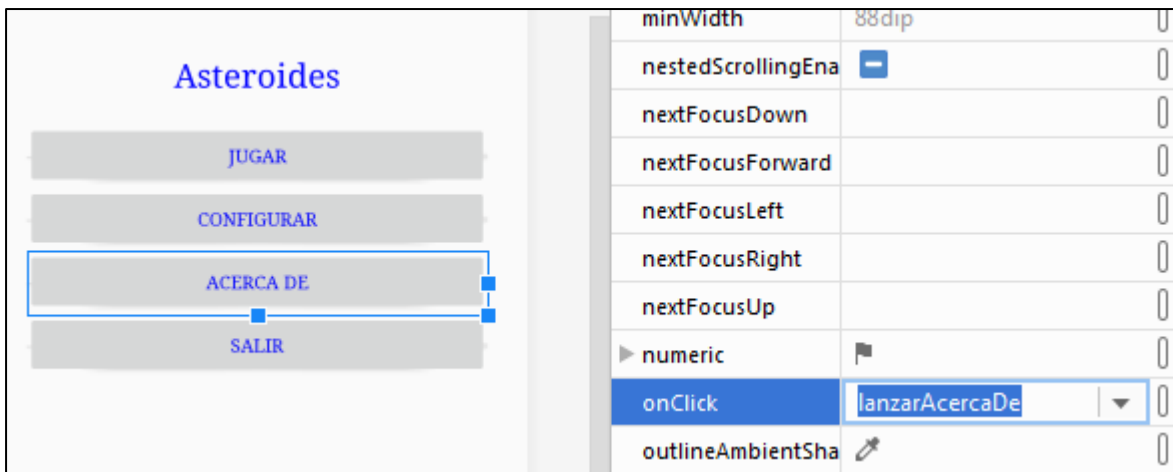 Asteroides
JUGAR
CONFIGURAR
ACERCA DE
SALIR
minWidth 88dip
nestedScrollingEna
nextFocusDown
nextFocusForward
nextFocusLeft
nextFocusRight
nextFocusUp
numeric
onClick lanzarAcercaDe
outlineAmbientSha